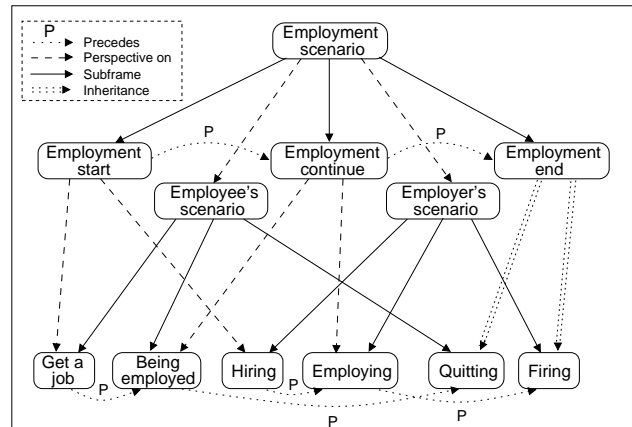 P
Precedes
Perspective on
Subframe
Inheritance
Employment
scenario
P
P
Employment
start
Employment
continue
Employment
end
Employee's
scenario
Employer's
scenario
Get a
job
Being
employed
Hiring
Employing
Quitting
Firing
P
P
P
P